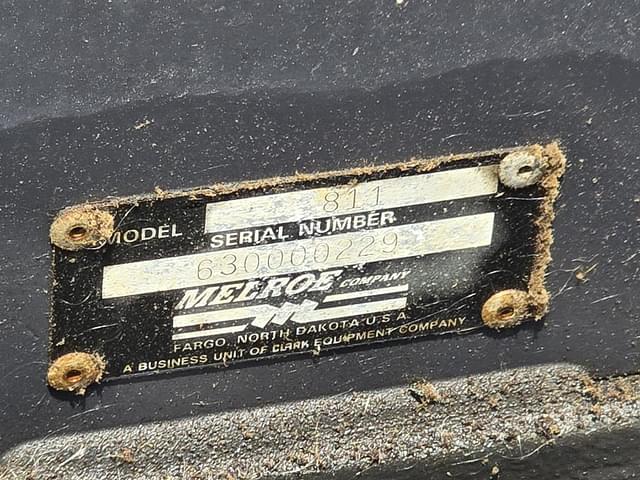 MODEL 811
SERIAL NUMBER
630000229
MELROE COMPANY
FARGO, NORTH DAKOTA U.S.A.
A BUSINESS UNIT OF CLARK EQUIPMENT COMPANY